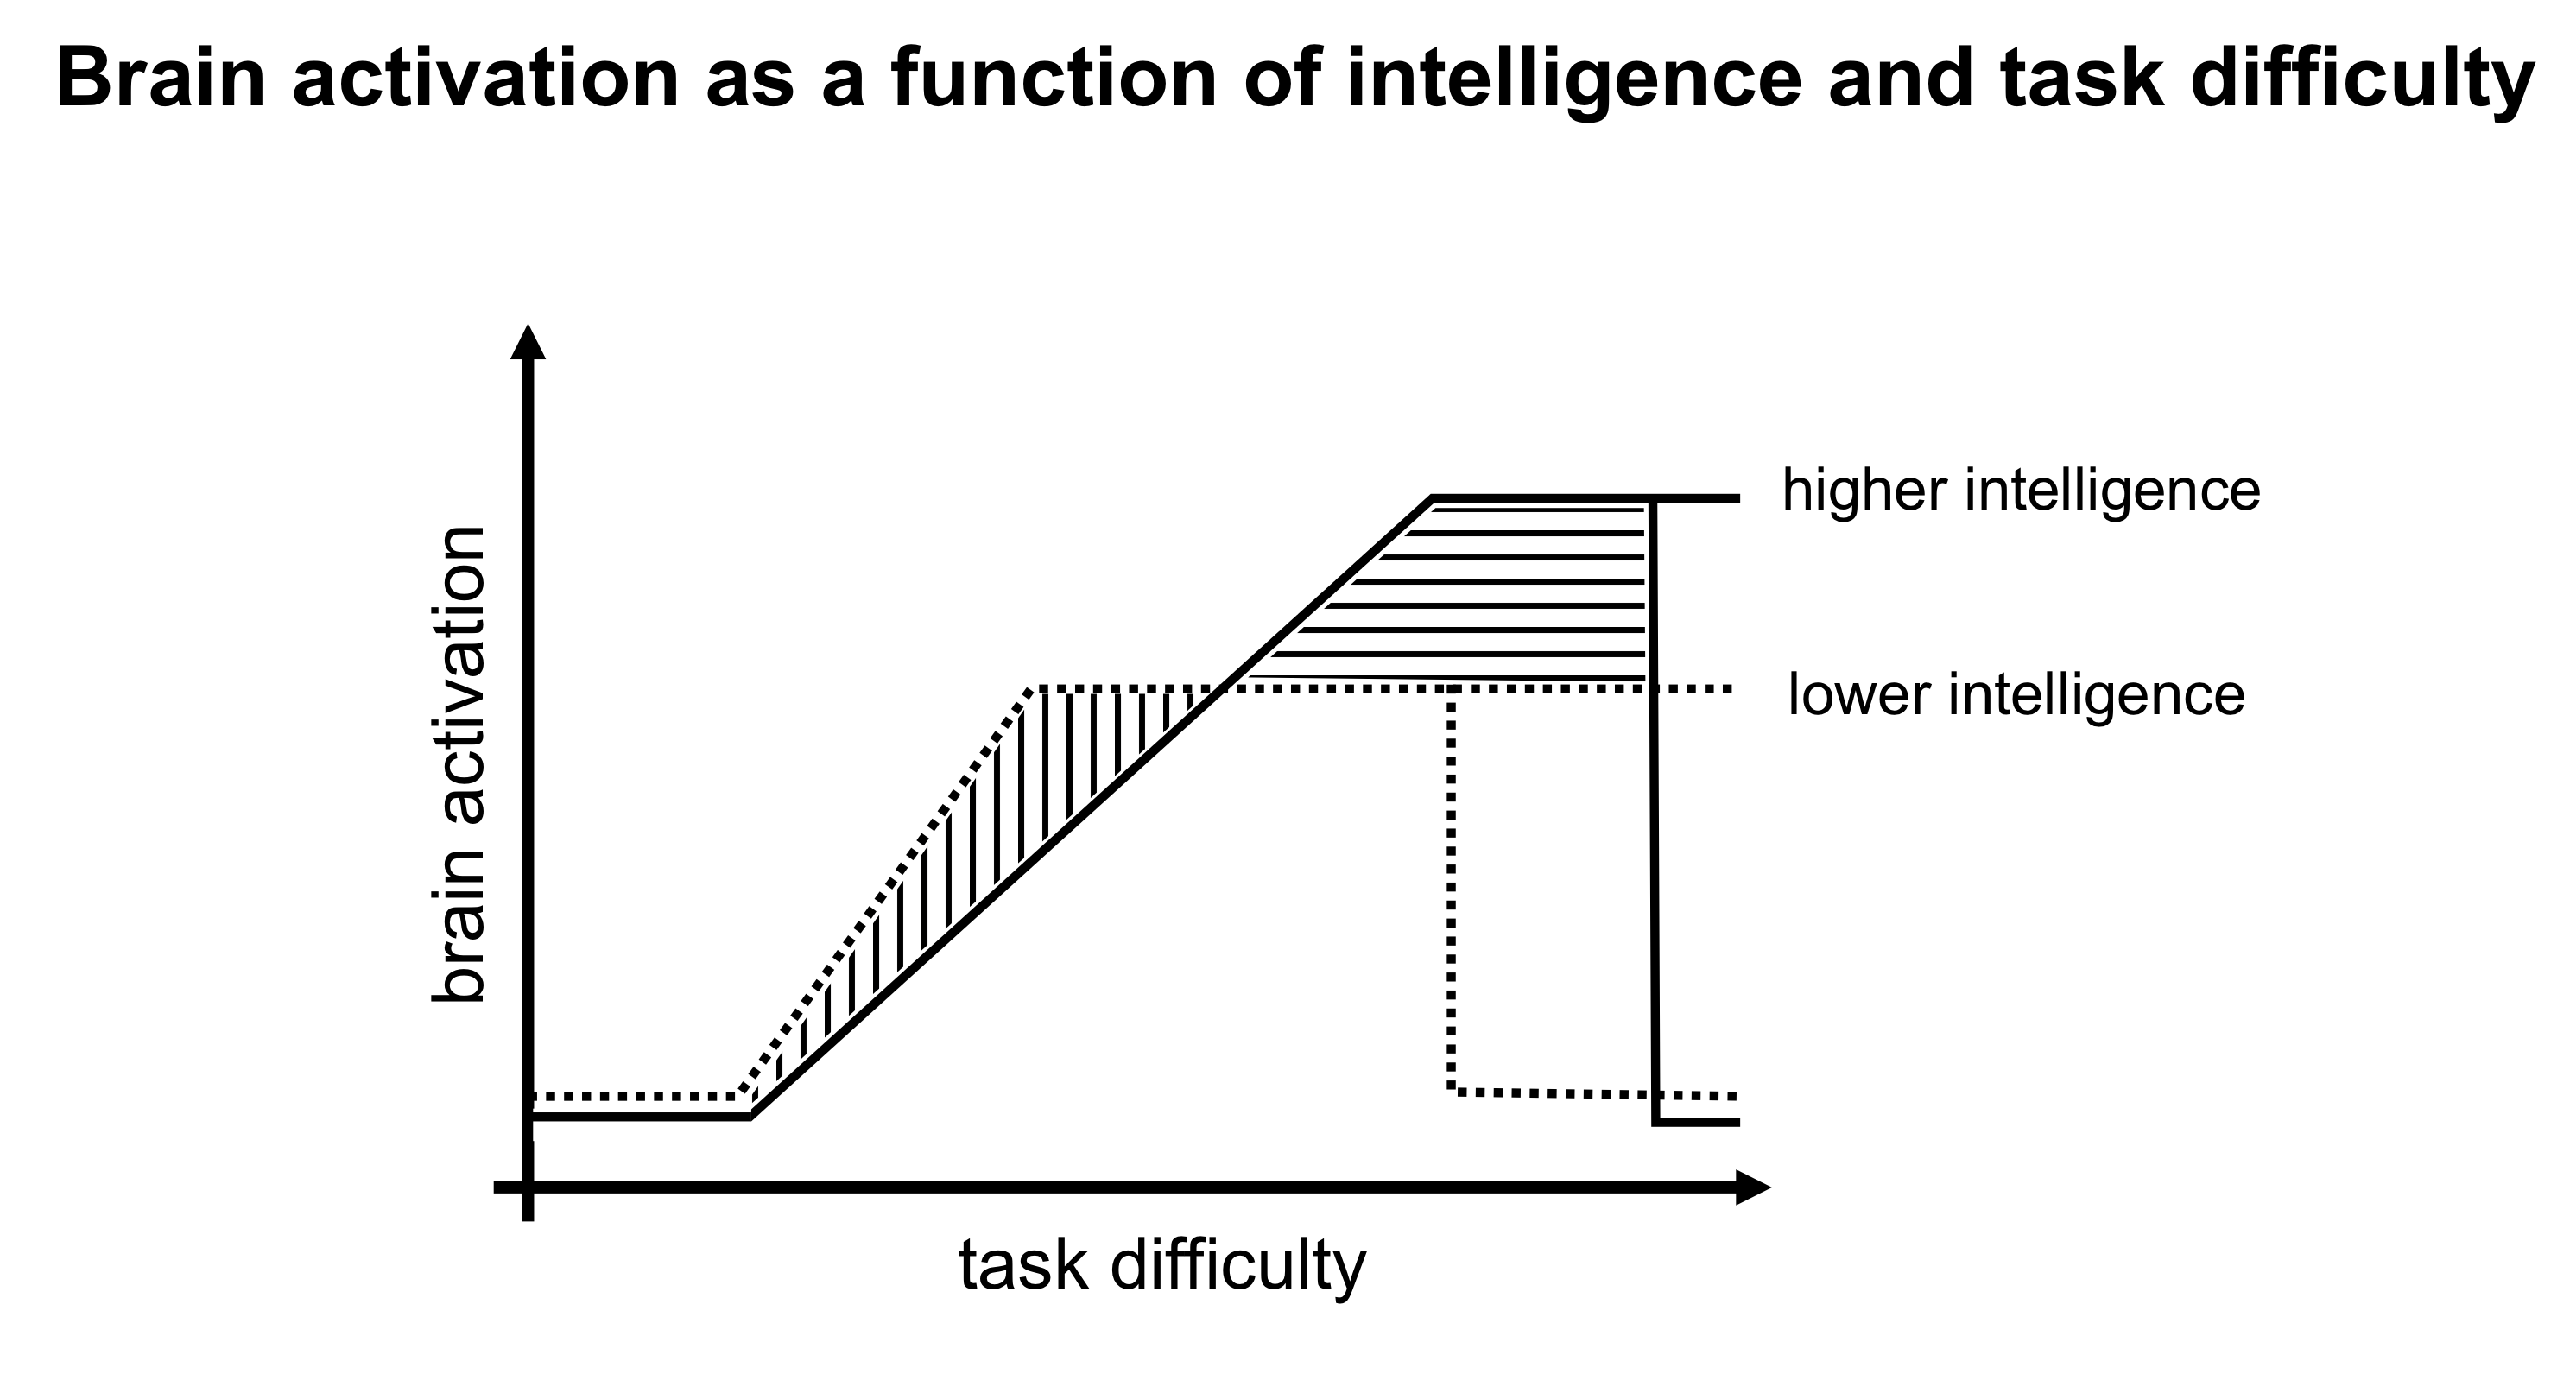 Brain activation as a function of intelligence and task difficulty
higher intelligence
lower intelligence
brain activation
task difficulty